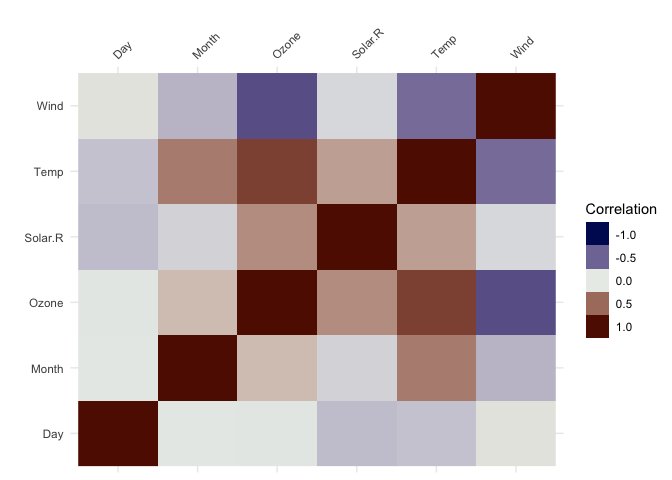 Day
Month
Ozone
Solar.R
Temp
Wind
Wind
Temp
Solar.R
Ozone
Month
Day
Correlation
-1.0
-0.5
0.0
0.5
1.0